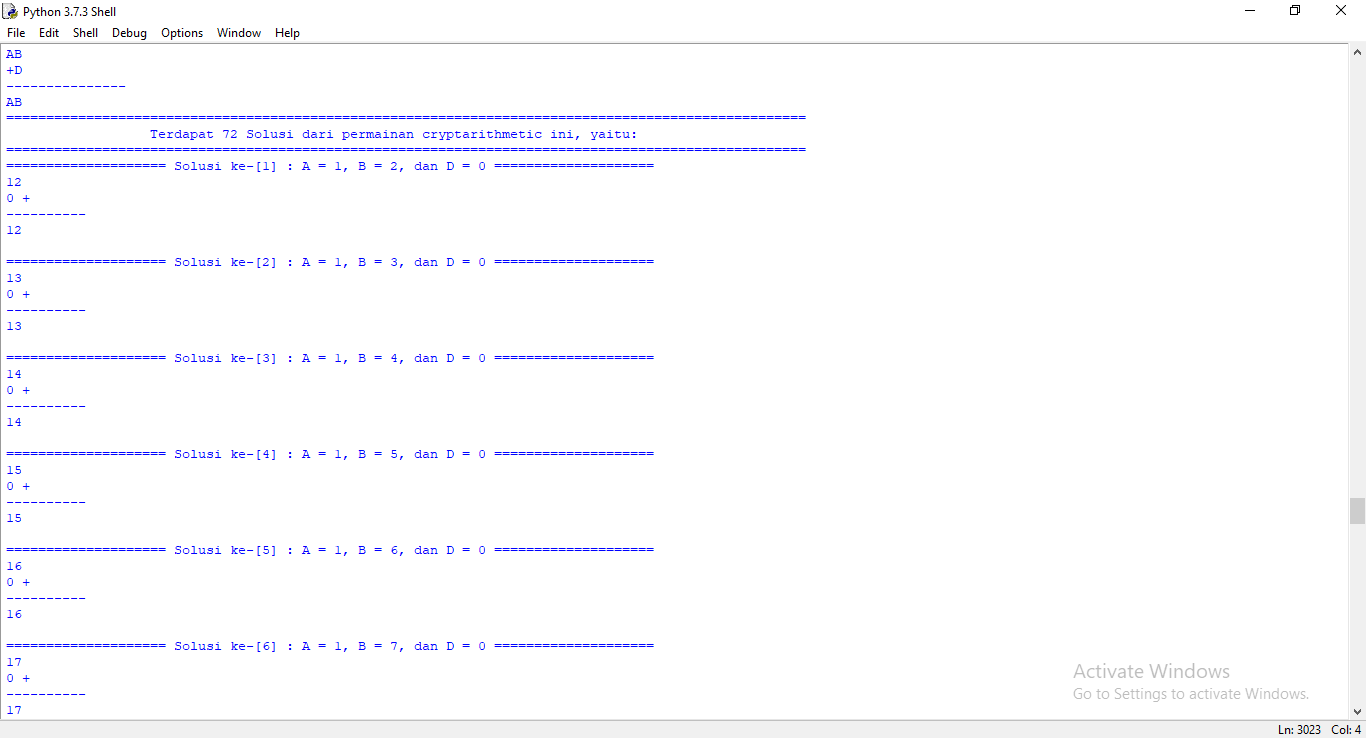 Python 3.7.3 Shell
File Edit Shell Debug Options Window Help
AB
+D
---------------
AB
====================================================================================================
Terdapat 72 Solusi dari permainan cryptarithmetic ini, yaitu:
====================================================================================================
==================== Solusi ke-[1] : A = 1, B = 2, dan D = 0 ====================
12
0 +
----------
12
==================== Solusi ke-[2] : A = 1, B = 3, dan D = 0 ====================
13
0 +
----------
13
==================== Solusi ke-[3] : A = 1, B = 4, dan D = 0 ====================
14
0 +
----------
14
==================== Solusi ke-[4] : A = 1, B = 5, dan D = 0 ====================
15
0 +
----------
15
==================== Solusi ke-[5] : A = 1, B = 6, dan D = 0 ====================
16
0 +
----------
16
==================== Solusi ke-[6] : A = 1, B = 7, dan D = 0 ====================
17
0 +
----------
17
Activate Windows
Go to Settings to activate Windows.
Ln: 3023 Col: 4